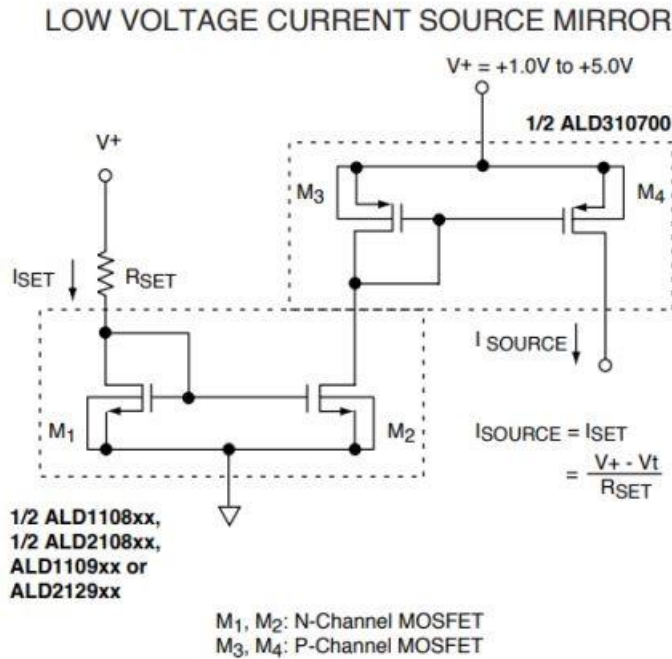 LOW VOLTAGE CURRENT SOURCE MIRROR
V+ = +1.0V to +5.0V
1/2 ALD310700
V+
M3
M4
ISET
RSET
I SOURCE
M1
M2
ISOURCE = ISET
= V+ - Vt
RSET
1/2 ALD1108xx,
1/2 ALD2108xx,
ALD1109xx or
ALD2129xx
M1, M2: N-Channel MOSFET
M3, M4: P-Channel MOSFET